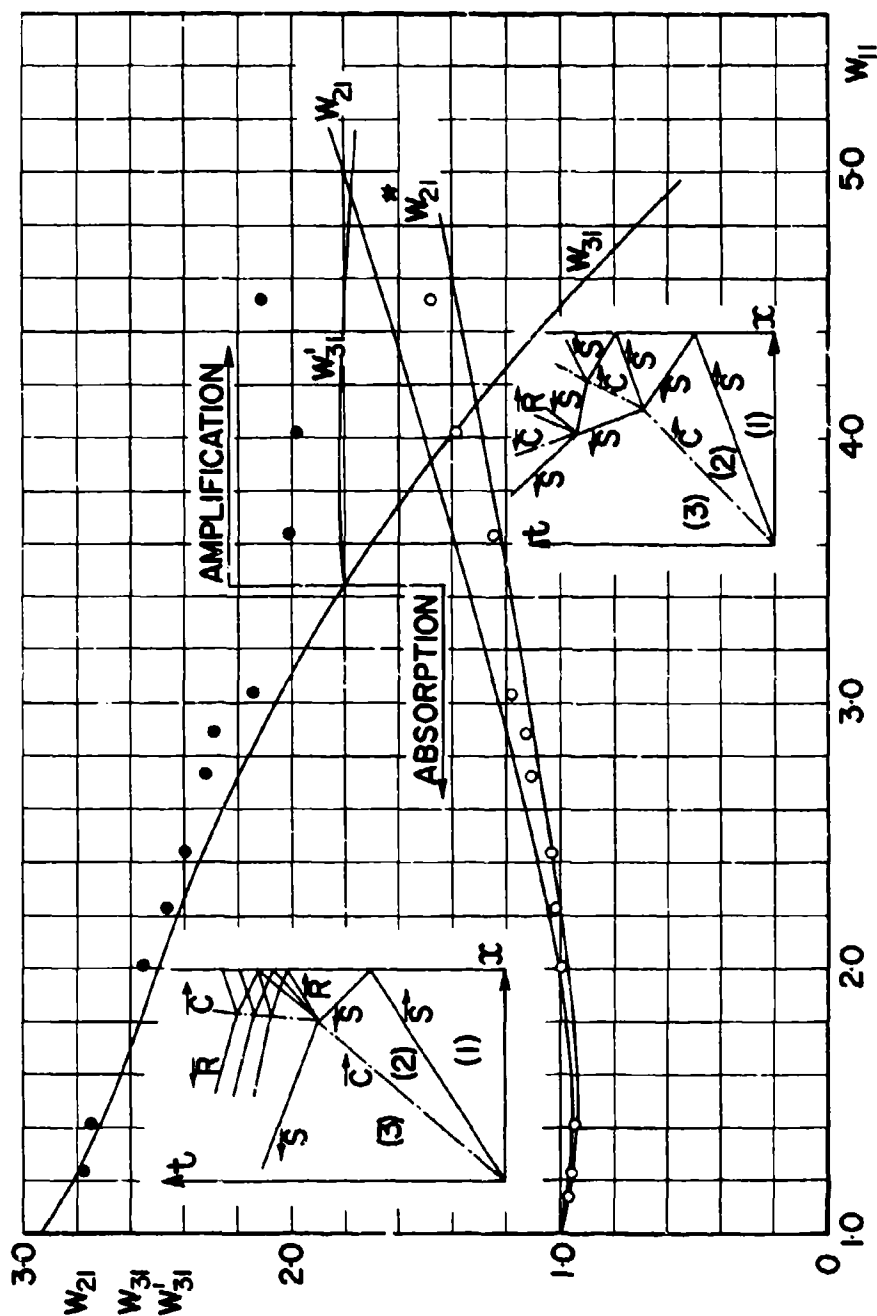 3·0
W₂₁
W₃₁
W'₃₁
2·0
1·0
0
t
R
C
S
S
R
C
(3)
(2)
S
(1)
x
AMPLIFICATION
ABSORPTION
W'₃₁
W₂₁
W₂₁*
W₃₁
t
S
C
R
S
S
S
C
S
S
C
(3)
(2)
S
(1)
x
1·0
2·0
3·0
4·0
5·0
W₁₁